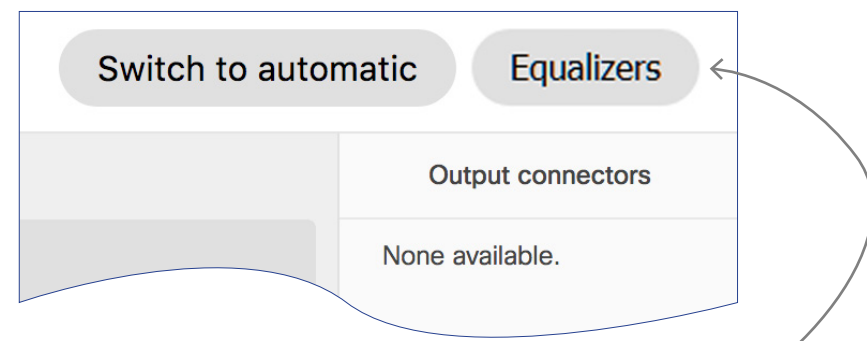 Switch to automatic Equalizers
Output connectors
None available.